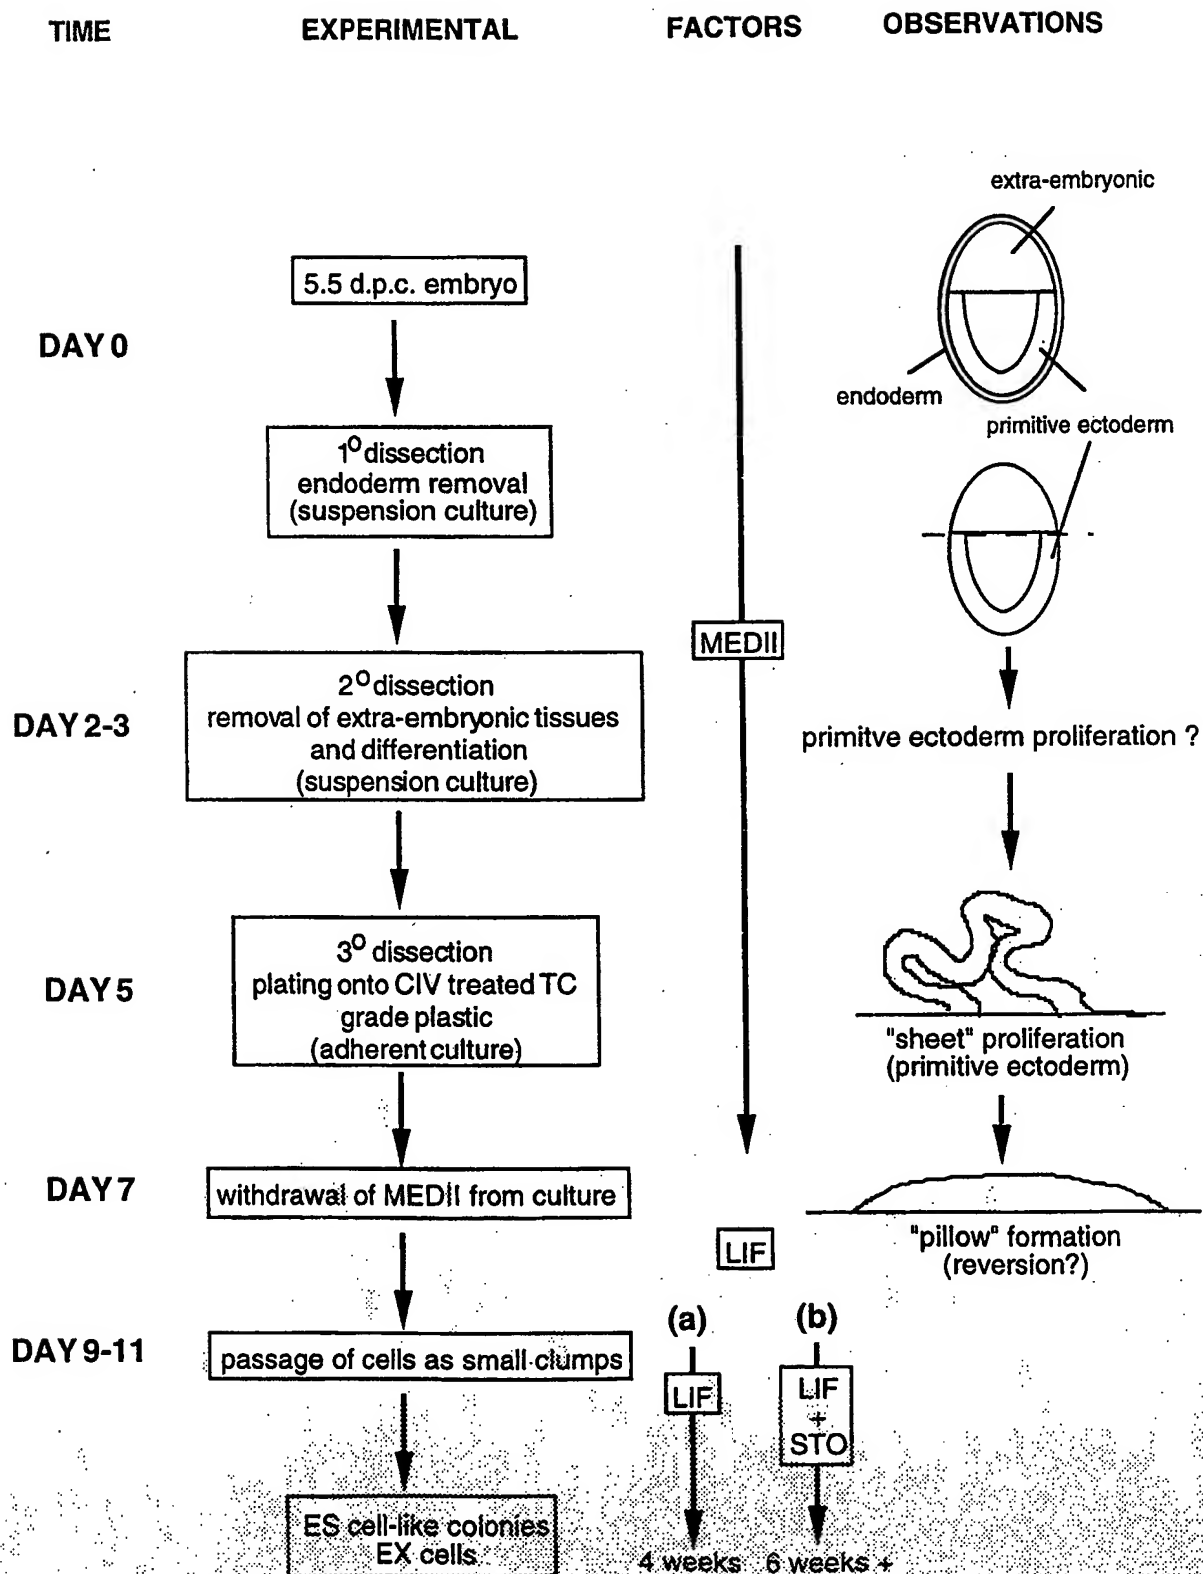 TIME EXPERIMENTAL FACTORS OBSERVATIONS
extra-embryonic
5.5 d.p.c. embryo
DAY 0
endoderm
primitive ectoderm
1o dissection
endoderm removal
(suspension culture)
MEDII
2o dissection
removal of extra-embryonic tissues
and differentiation
(suspension culture)
DAY 2-3
primitve ectoderm proliferation ?
3o dissection
plating onto CIV treated TC
grade plastic
(adherent culture)
DAY 5
"sheet" proliferation
(primitive ectoderm)
DAY 7
withdrawal of MEDII from culture
"pillow" formation
(reversion?)
LIF
(a) (b)
DAY 9-11
passage of cells as small clumps
LIF
LIF
+
STO
ES cell-like colonies
EX cells
4 weeks 6 weeks +